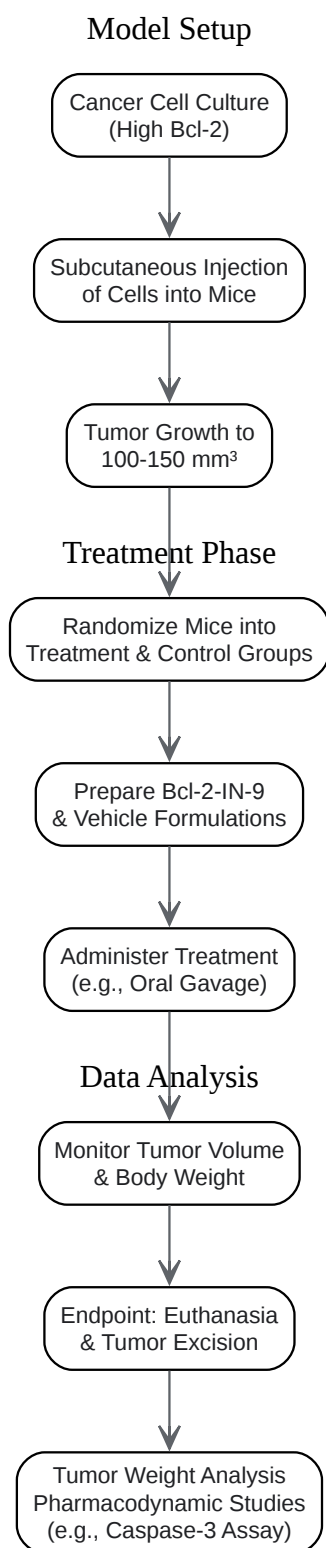 Model Setup
Cancer Cell Culture
(High Bcl-2)
Subcutaneous Injection
of Cells into Mice
Tumor Growth to
100-150 mm³
Treatment Phase
Randomize Mice into
Treatment & Control Groups
Prepare Bcl-2-IN-9
& Vehicle Formulations
Administer Treatment
(e.g., Oral Gavage)
Data Analysis
Monitor Tumor Volume
& Body Weight
Endpoint: Euthanasia
& Tumor Excision
Tumor Weight Analysis
Pharmacodynamic Studies
(e.g., Caspase-3 Assay)